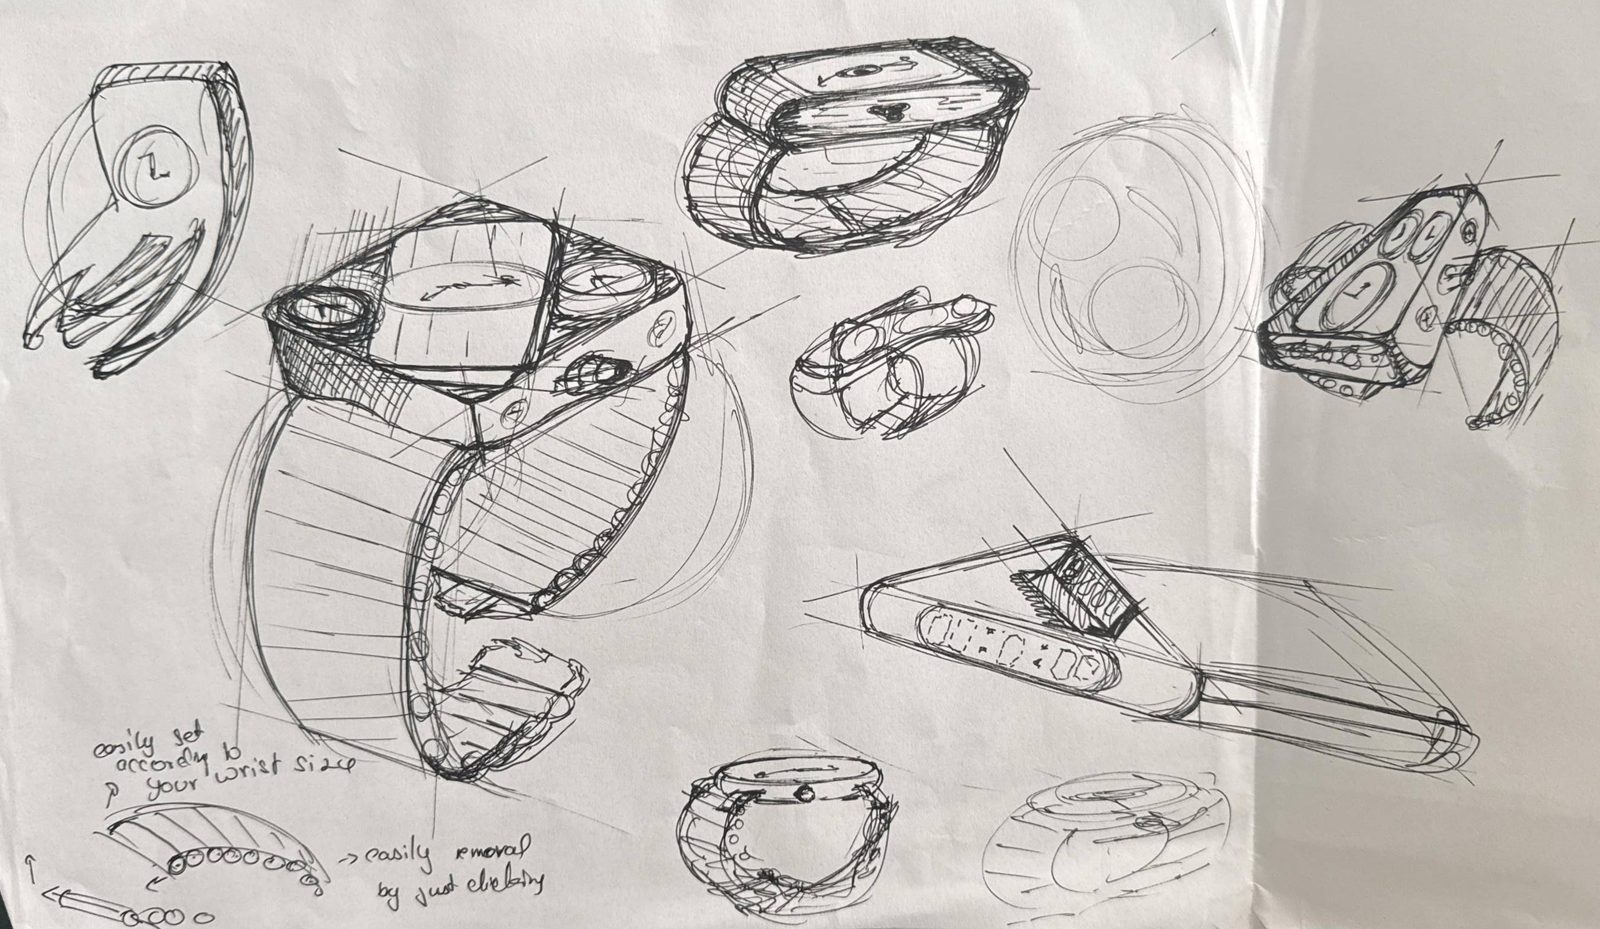 easily set
according to
your wrist size
→ easily removal
by just clicking